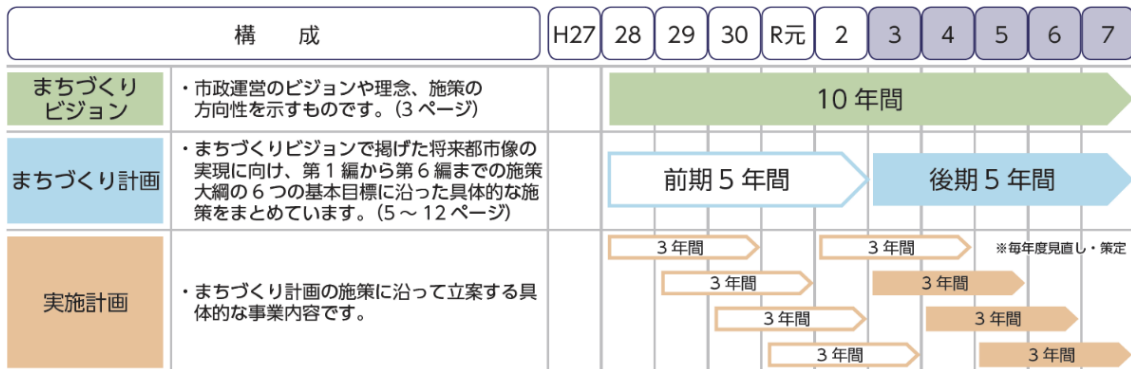 構　成
H27 28 29 30 R元 2 3 4 5 6 7
まちづくり
ビジョン
・市政運営のビジョンや理念、施策の
方向性を示すものです。（3 ページ）
10 年間
まちづくり計画
・まちづくりビジョンで掲げた将来都市像の
実現に向け、第 1 編から第 6 編までの施策
大綱の 6 つの基本目標に沿った具体的な施
策をまとめています。（5 〜 12 ページ）
前期 5 年間
後期 5 年間
実施計画
・まちづくり計画の施策に沿って立案する具
体的な事業内容です。
3 年間
3 年間
※毎年度見直し・策定
3 年間
3 年間
3 年間
3 年間
3 年間
3 年間